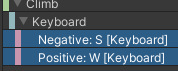 Climb
Keyboard
Negative: S [Keyboard]
Positive: W [Keyboard]